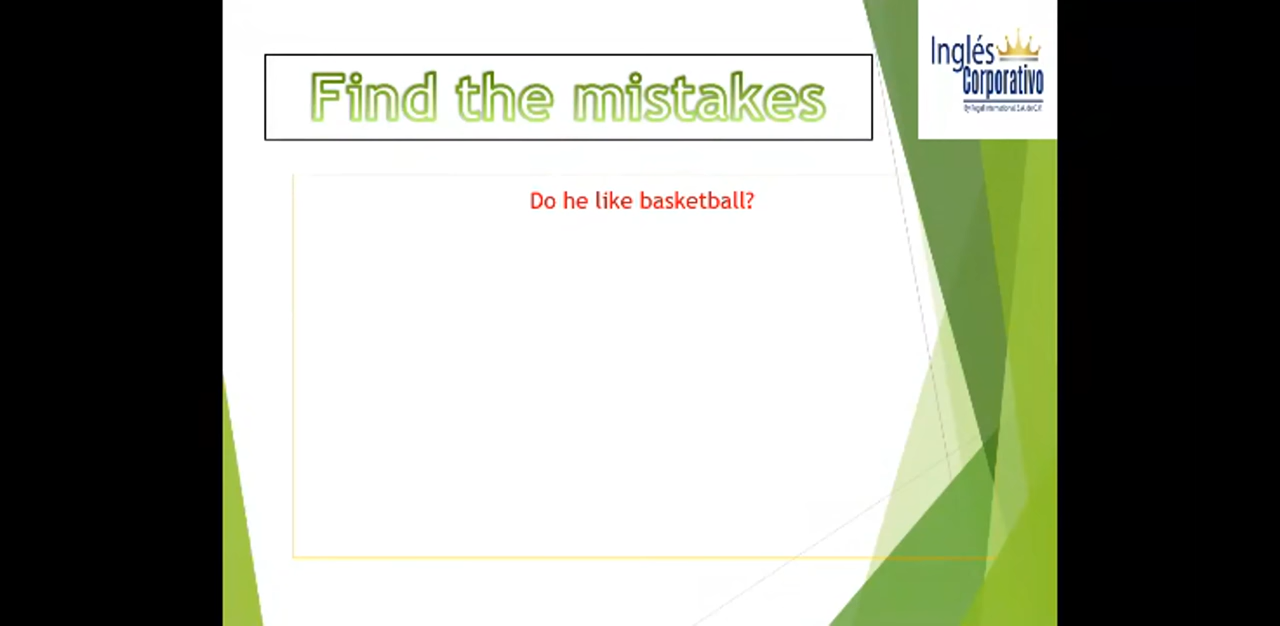 Find the mistakes
Inglés
Corporativo
Do he like basketball?